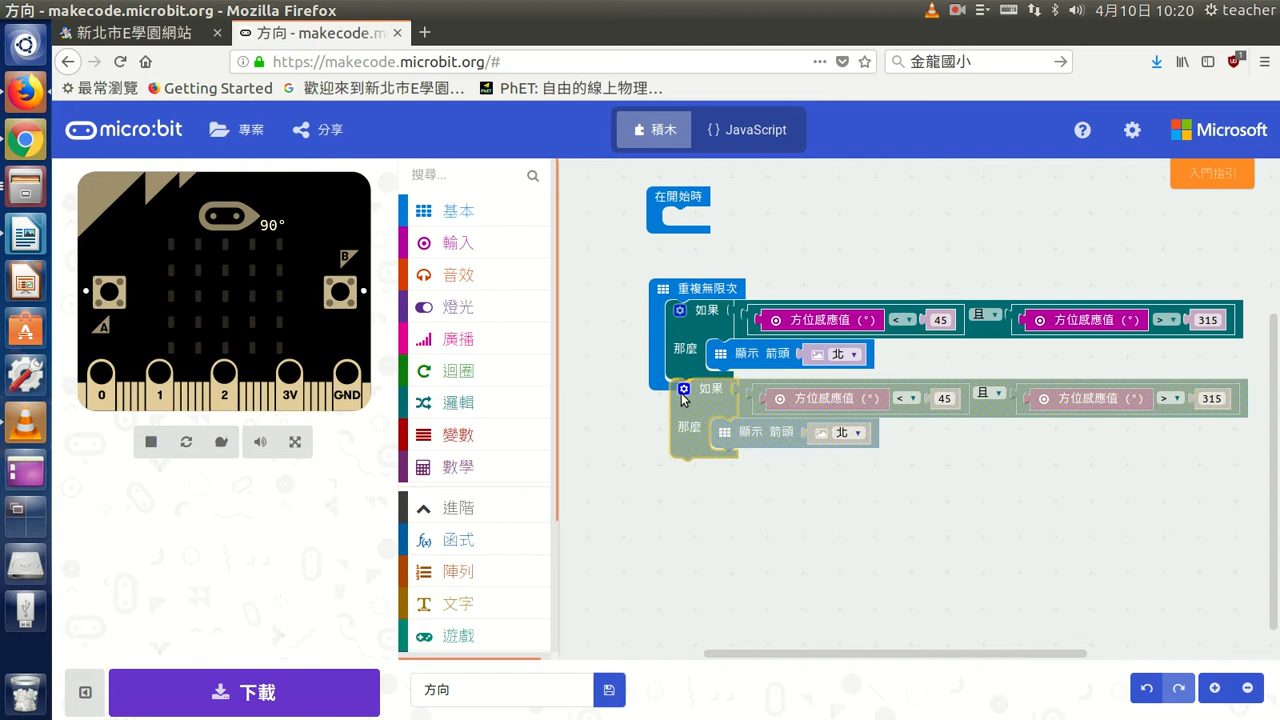 方向 - makecode.microbit.org - Mozilla Firefox
4月10日 10:20 teacher
新北市E學園網站
方向 - makecode.m
https://makecode.microbit.org/#
金龍國小
1
最常瀏覽 Getting Started 歡迎來到新北市E學園… PhET: 自由的線上物理…
micro:bit 專案 分享 積木 {} JavaScript Microsoft
搜尋... 入門指引
基本
輸入
音效
燈光
廣播
迴圈
邏輯
變數
數學
進階
函式
陣列
文字
遊戲
90°
B
A
0 1 2 3V GND
在開始時
重複無限次
如果 方位感應值 (°) < 45 且 方位感應值 (°) > 315
那麼 顯示 箭頭 北
如果 方位感應值 (°) < 45 且 方位感應值 (°) > 315
那麼 顯示 箭頭 北
下載 方向